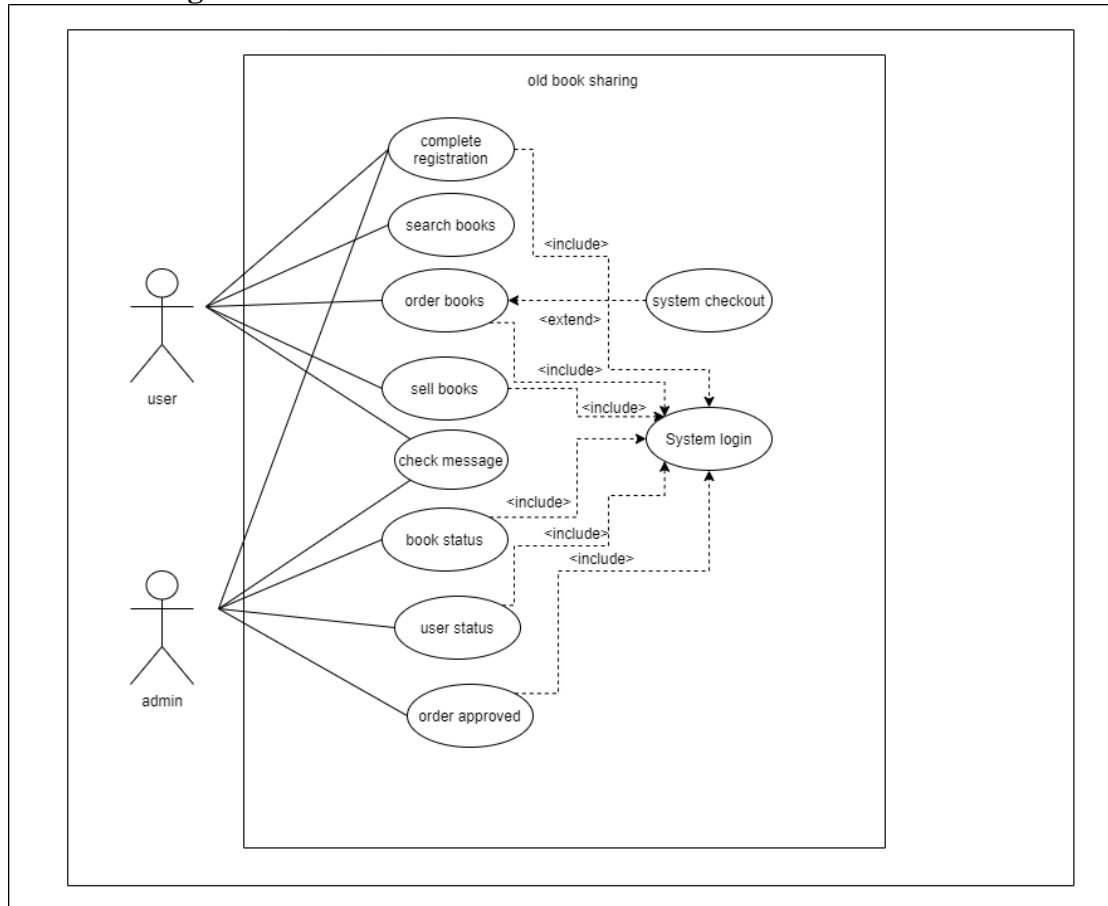 old book sharing
complete
registration
search books
<include>
order books
system checkout
<extend>
<include>
user
sell books
<include>
System login
check message
<include>
book status
<include>
<include>
user status
admin
order approved